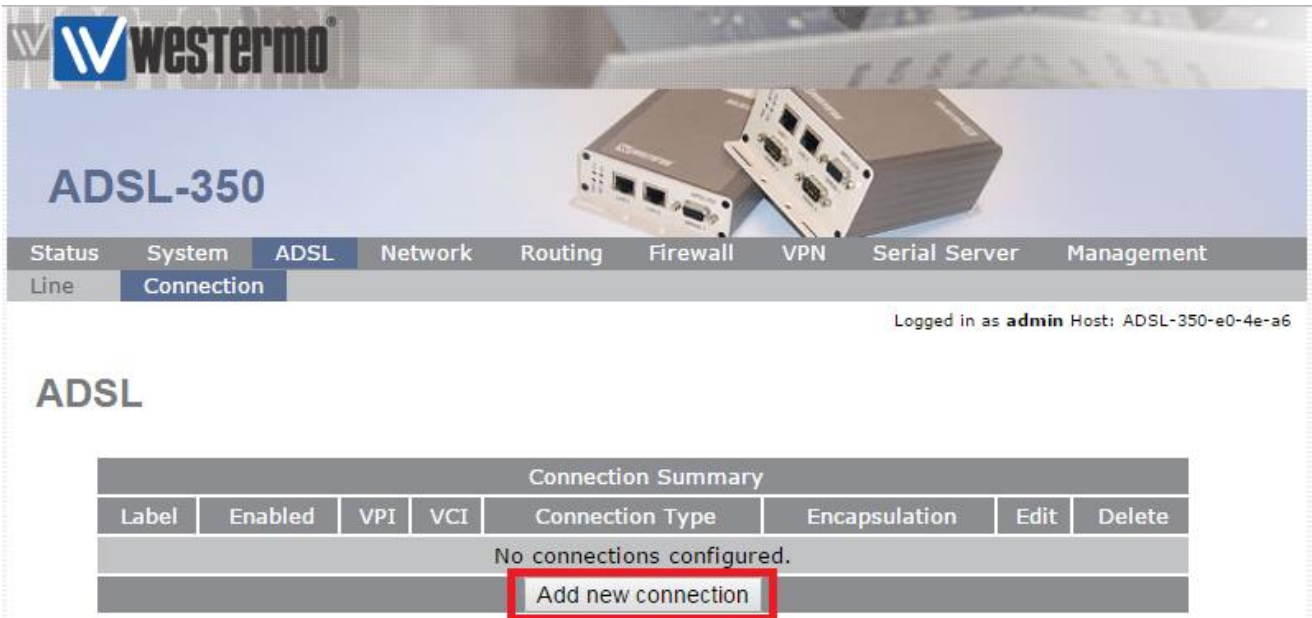 westermo®
ADSL-350
Status System ADSL Network Routing Firewall VPN Serial Server Management
Line Connection
Logged in as admin Host: ADSL-350-e0-4e-a6
ADSL
Connection Summary
Label Enabled VPI VCI Connection Type Encapsulation Edit Delete
No connections configured.
Add new connection